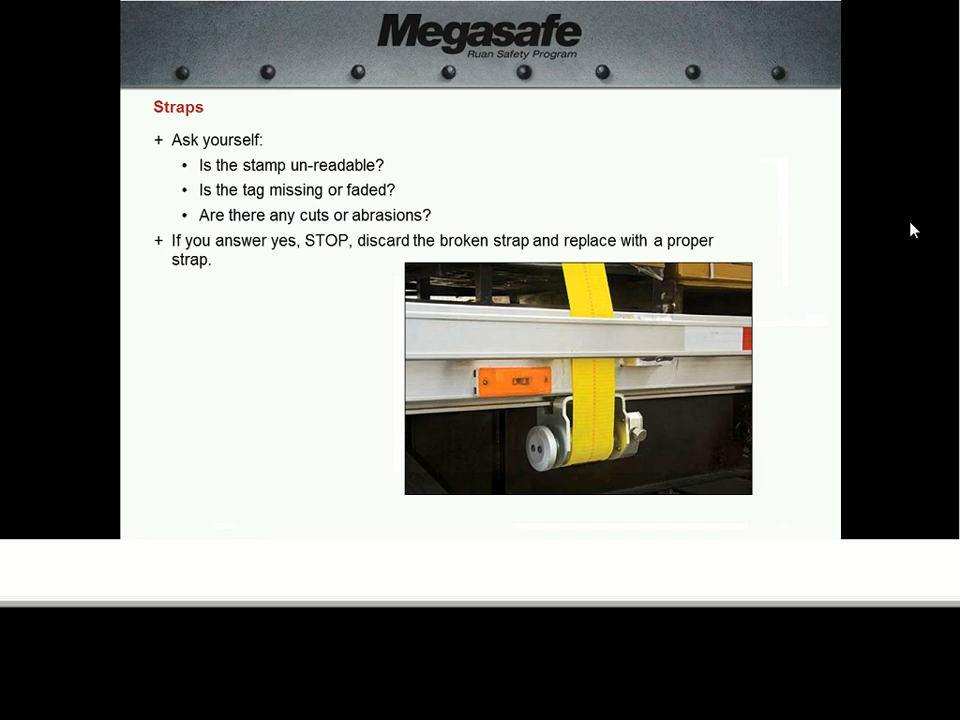 Megasafe
Ruan Safety Program
Straps
+ Ask yourself:
• Is the stamp un-readable?
• Is the tag missing or faded?
• Are there any cuts or abrasions?
+ If you answer yes, STOP, discard the broken strap and replace with a proper
strap.